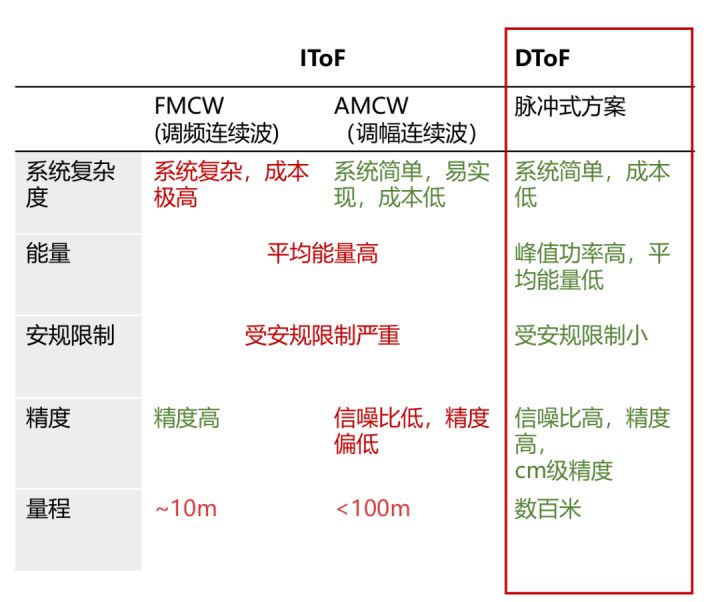 IToF
DToF
FMCW
(调频连续波)
AMCW
（调幅连续波）
脉冲式方案
系统复杂
度
系统复杂，成本
极高
系统简单，易实
现，成本低
系统简单，成本
低
能量
平均能量高
峰值功率高，平
均能量低
安规限制
受安规限制严重
受安规限制小
精度
精度高
信噪比低，精度
偏低
信噪比高，精度
高，
cm级精度
量程
~10m
<100m
数百米